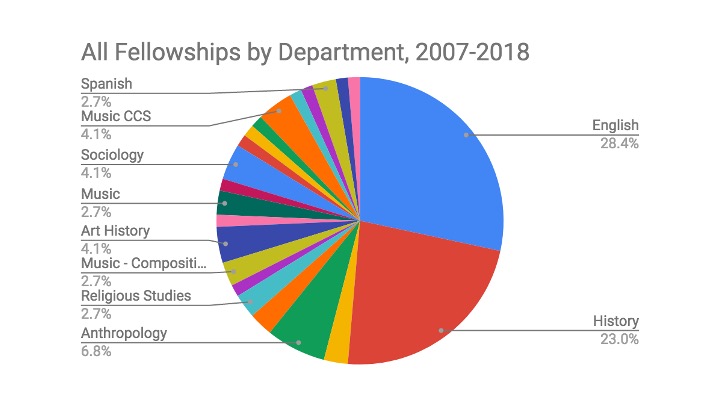 All Fellowships by Department, 2007-2018
Spanish
2.7%
Music CCS
4.1%
Sociology
4.1%
Music
2.7%
Art History
4.1%
Music - Compositi...
2.7%
Religious Studies
2.7%
Anthropology
6.8%
English
28.4%
History
23.0%